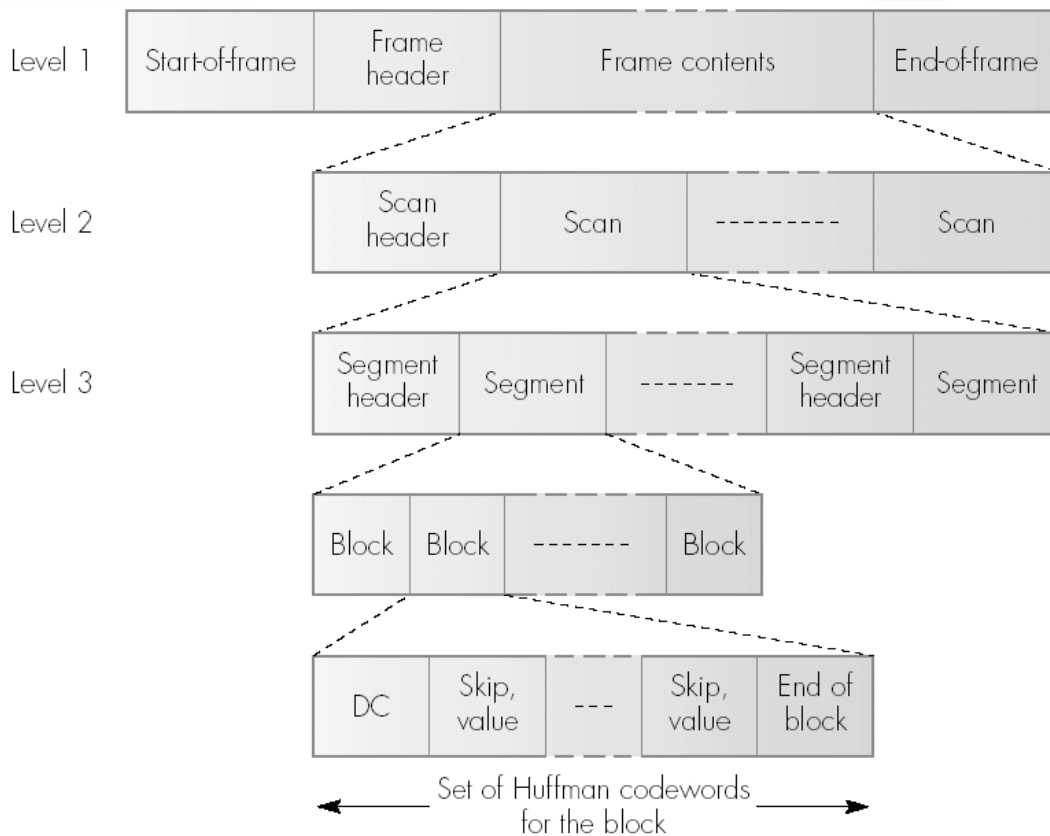 Level 1
Start-of-frame
Frame
header
Frame contents
End-of-frame
Level 2
Scan
header
Scan
Scan
Level 3
Segment
header
Segment
Segment
header
Segment
Block
Block
Block
DC
Skip,
value
Skip,
value
End of
block
Set of Huffman codewords
for the block